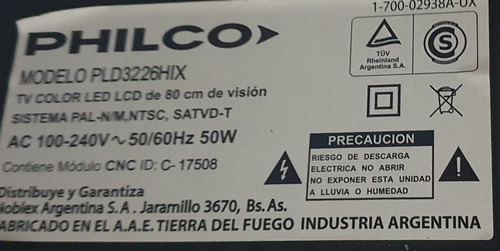 1-700-02938A-0X
PHILCO
MODELO PLD3226HIX
TV COLOR LED LCD de 80 cm de visión
SISTEMA PAL-N/M,NTSC, SATVD-T
AC 100-240V~50/60Hz 50W
Contiene Módulo CNC ID: C-17508
TÜV
Rheinland
Argentina S.A.
S
PRECAUCION
RIESGO DE DESCARGA
ELECTRICA NO ABRIR
NO EXPONER ESTA UNIDAD
A LLUVIA O HUMEDAD
Distribuye y Garantiza
Noblex Argentina S.A. Jaramillo 3670, Bs. As.
FABRICADO EN EL A.A.E. TIERRA DEL FUEGO INDUSTRIA ARGENTINA